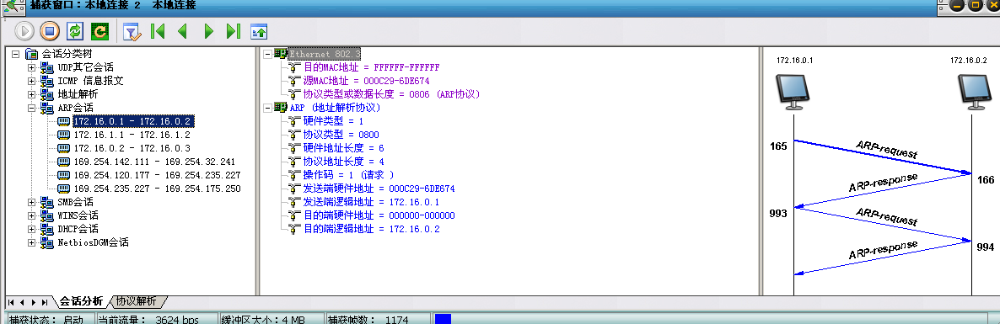 捕获窗口：本地连接 2  本地连接
会话分类树
UDP其它会话
ICMP 信息报文
地址解析
ARP会话
172.16.0.1 - 172.16.0.2
172.16.1.1 - 172.16.1.2
172.16.0.2 - 172.16.0.3
169.254.142.111 - 169.254.32.241
169.254.120.177 - 169.254.235.227
169.254.235.227 - 169.254.175.250
SMB会话
WINS会话
DHCP会话
NetbiosDGM会话
Ethernet 802.3
目的MAC地址 = FFFFFF-FFFFFF
源MAC地址 = 000C29-6DE674
协议类型或数据长度 = 0806 (ARP协议)
ARP (地址解析协议)
硬件类型 = 1
协议类型 = 0800
硬件地址长度 = 6
协议地址长度 = 4
操作码 = 1 (请求 )
发送端硬件地址 = 000C29-6DE674
发送端逻辑地址 = 172.16.0.1
目的端硬件地址 = 000000-000000
目的端逻辑地址 = 172.16.0.2
172.16.0.1
172.16.0.2
165
ARP-request
166
ARP-response
993
ARP-request
994
ARP-response
会话分析
协议解析
捕获状态： 启动
当前流量： 3624 bps
缓冲区大小：4 MB
捕获帧数： 1174